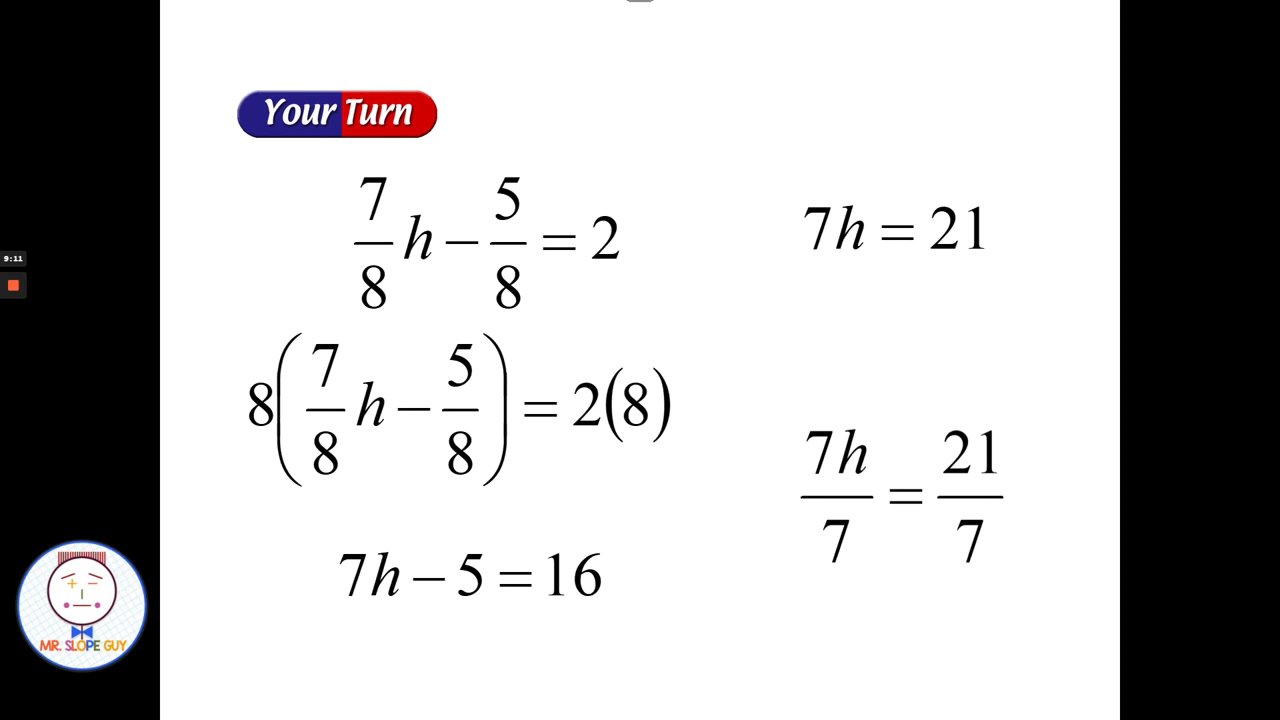 Your Turn
7/8 h − 5/8 = 2
8(7/8 h − 5/8) = 2(8)
7h − 5 = 16
7h = 21
7h/7 = 21/7
9:11
MR. SLOPE GUY